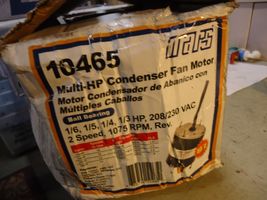 10465
MARS
Multi-HP Condenser Fan Motor
Motor Condensador de Abanico con
Múltiples Caballos
Ball Bearing
1/6, 1/5, 1/4, 1/3 HP, 208/230 VAC
2 Speed, 1075 RPM, Rev.